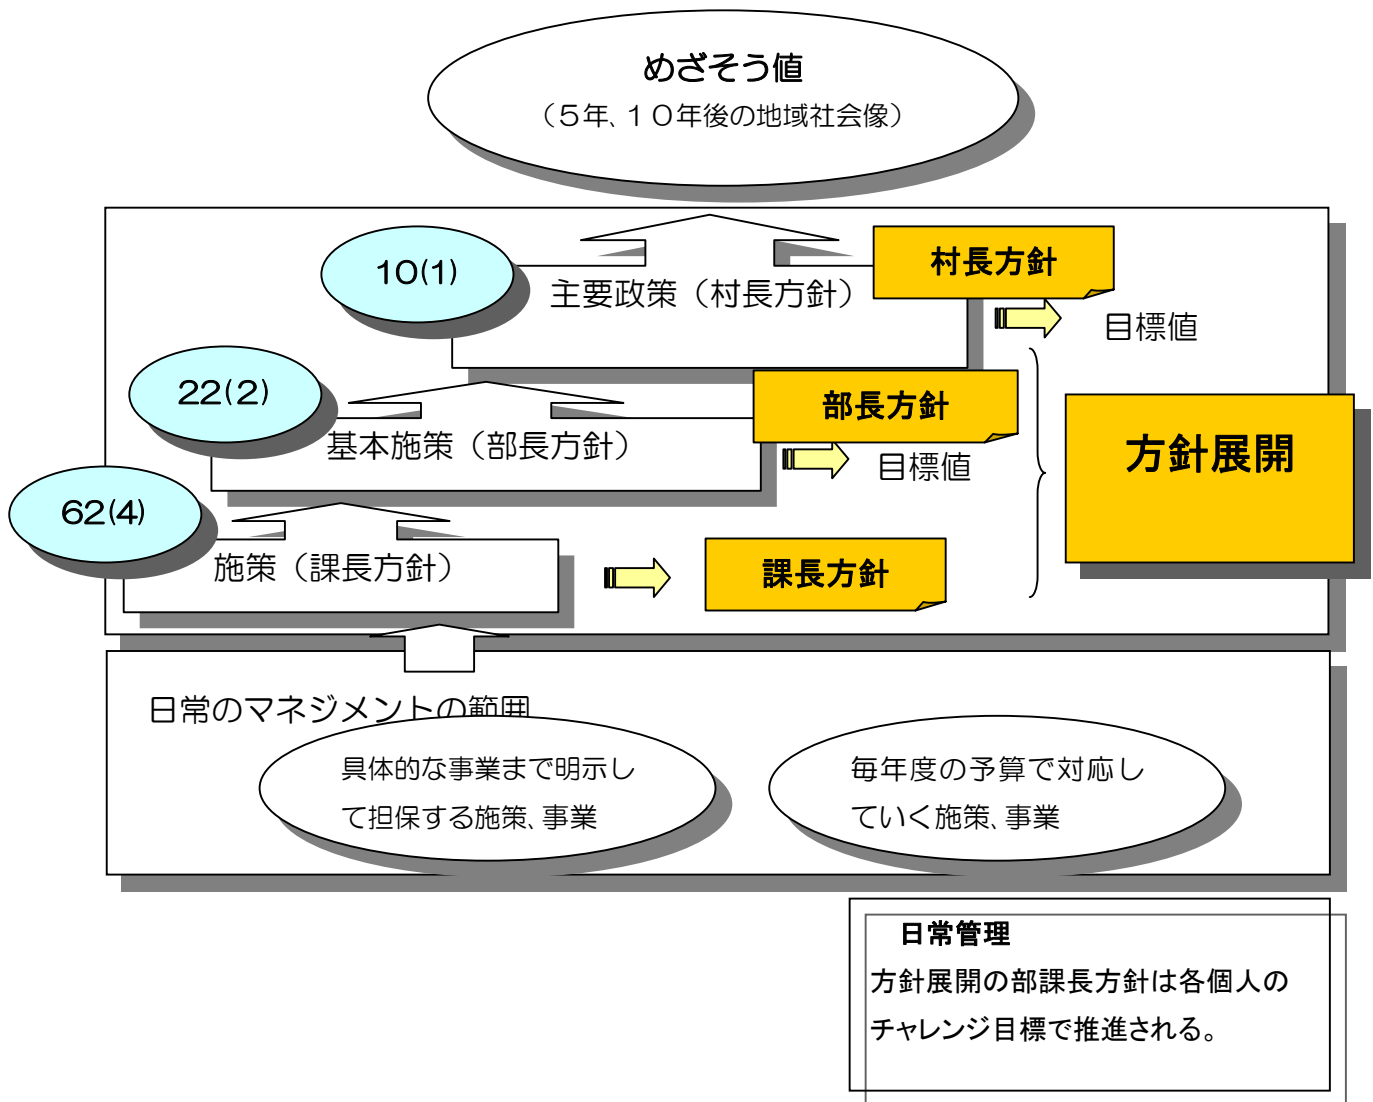 めざそう値
（５年、１０年後の地域社会像）
10(1)
村長方針
主要政策（村長方針）
目標値
22(2)
部長方針
基本施策（部長方針）
目標値
方針展開
62(4)
施策（課長方針）
課長方針
日常のマネジメントの範囲
具体的な事業まで明示し
て担保する施策、事業
毎年度の予算で対応し
ていく施策、事業
日常管理
方針展開の部課長方針は各個人の
チャレンジ目標で推進される。